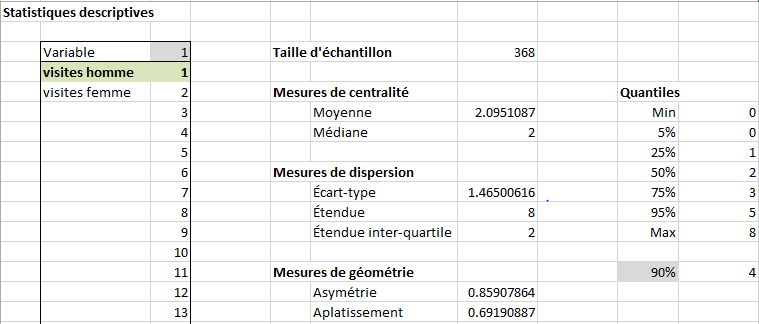 Statistiques descriptives
Variable 1 Taille d'échantillon 368
visites homme 1
visites femme 2 Mesures de centralité Quantiles
3 Moyenne 2.0951087 Min 0
4 Médiane 2 5% 0
5 25% 1
6 Mesures de dispersion 50% 2
7 Écart-type 1.46500616 75% 3
8 Étendue 8 95% 5
9 Étendue inter-quartile 2 Max 8
10
11 Mesures de géométrie 90% 4
12 Asymétrie 0.85907864
13 Aplatissement 0.69190887